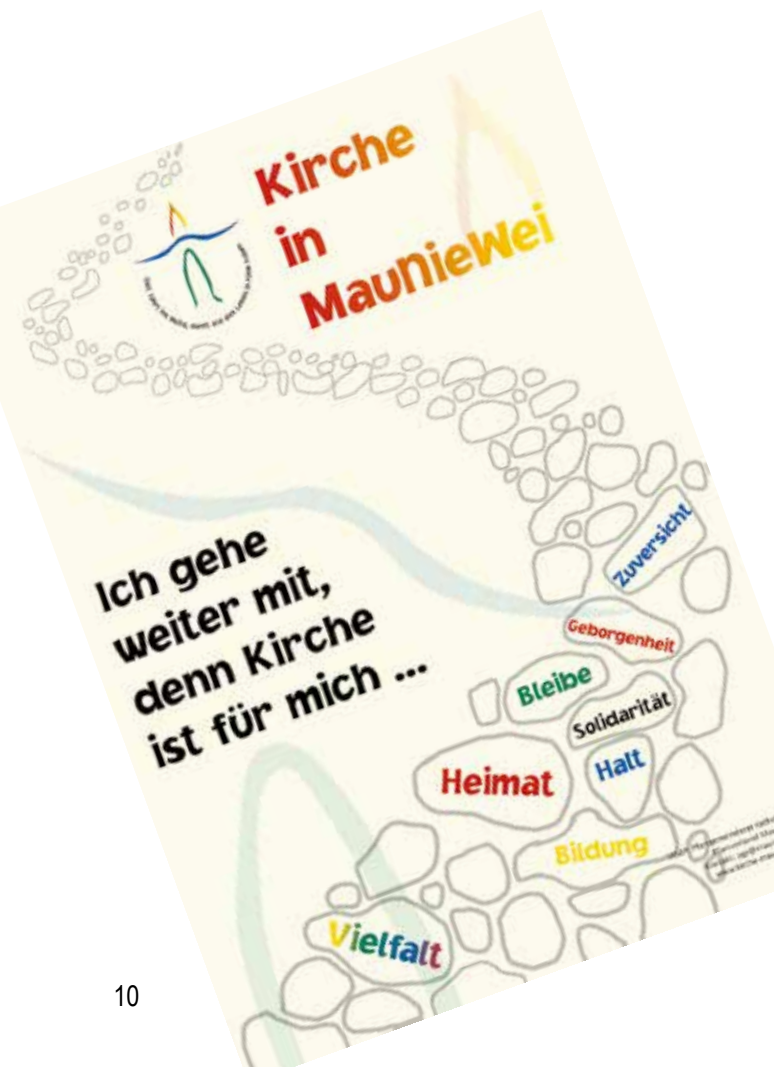 Kirche
in
MauNieWei
Ich gehe
weiter mit,
denn Kirche
ist für mich ...
Zuversicht
Geborgenheit
Bleibe
Solidarität
Heimat
Halt
Bildung
Vielfalt
10